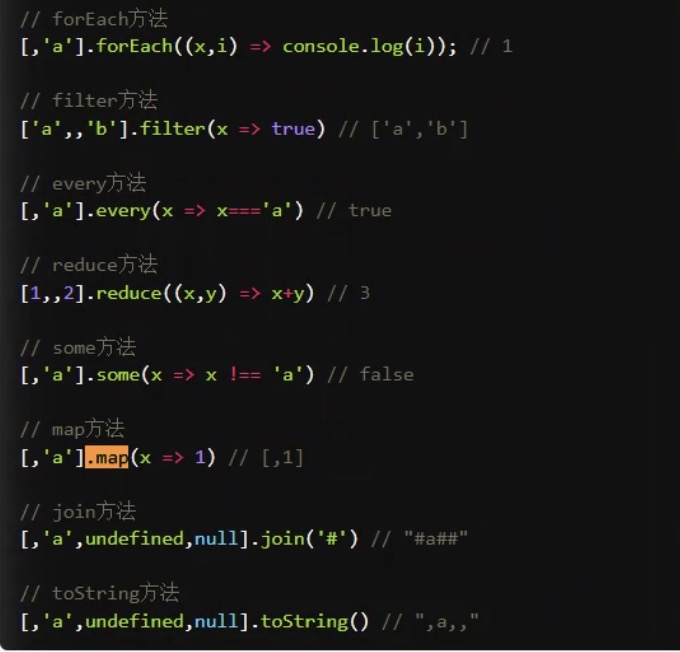 // forEach方法
[,'a'].forEach((x,i) => console.log(i)); // 1
// filter方法
['a',,'b'].filter(x => true) // ['a','b']
// every方法
[,'a'].every(x => x==='a') // true
// reduce方法
[1,,2].reduce((x,y) => x+y) // 3
// some方法
[,'a'].some(x => x !== 'a') // false
// map方法
[,'a'].map(x => 1) // [,1]
// join方法
[,'a',undefined,null].join('#') // "#a##"
// toString方法
[,'a',undefined,null].toString() // ",a,,"